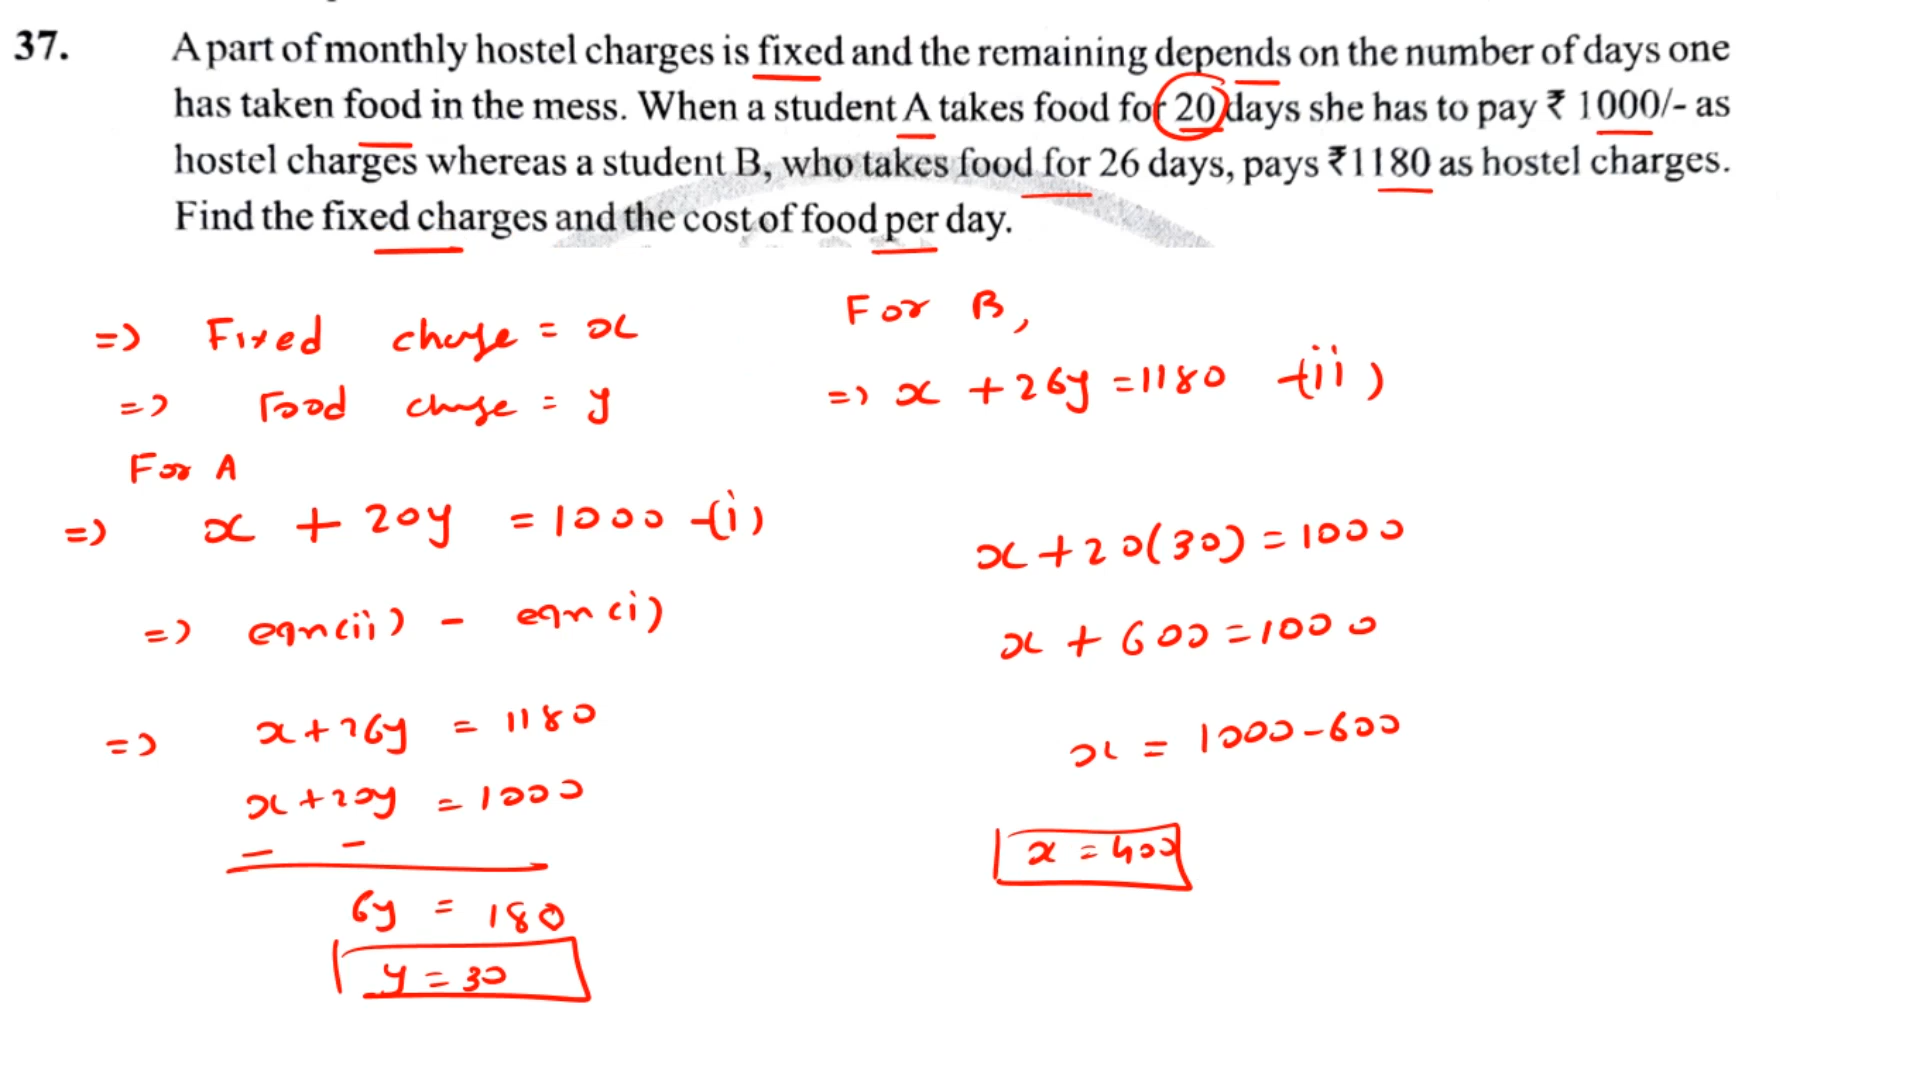 37. A part of monthly hostel charges is fixed and the remaining depends on the number of days one
has taken food in the mess. When a student A takes food for 20 days she has to pay ₹ 1000/- as
hostel charges whereas a student B, who takes food for 26 days, pays ₹1180 as hostel charges.
Find the fixed charges and the cost of food per day.
=> Fixed charge = x
=> Food charge = y
For A
=> x + 20y = 1000 -(i)
=> eqn(ii) - eqn(i)
=> x+26y = 1180
x+20y = 1000
- -
6y = 180
y = 30
For B,
=> x + 26y = 1180 -(ii)
x + 20(30) = 1000
x + 600 = 1000
x = 1000-600
x = 400